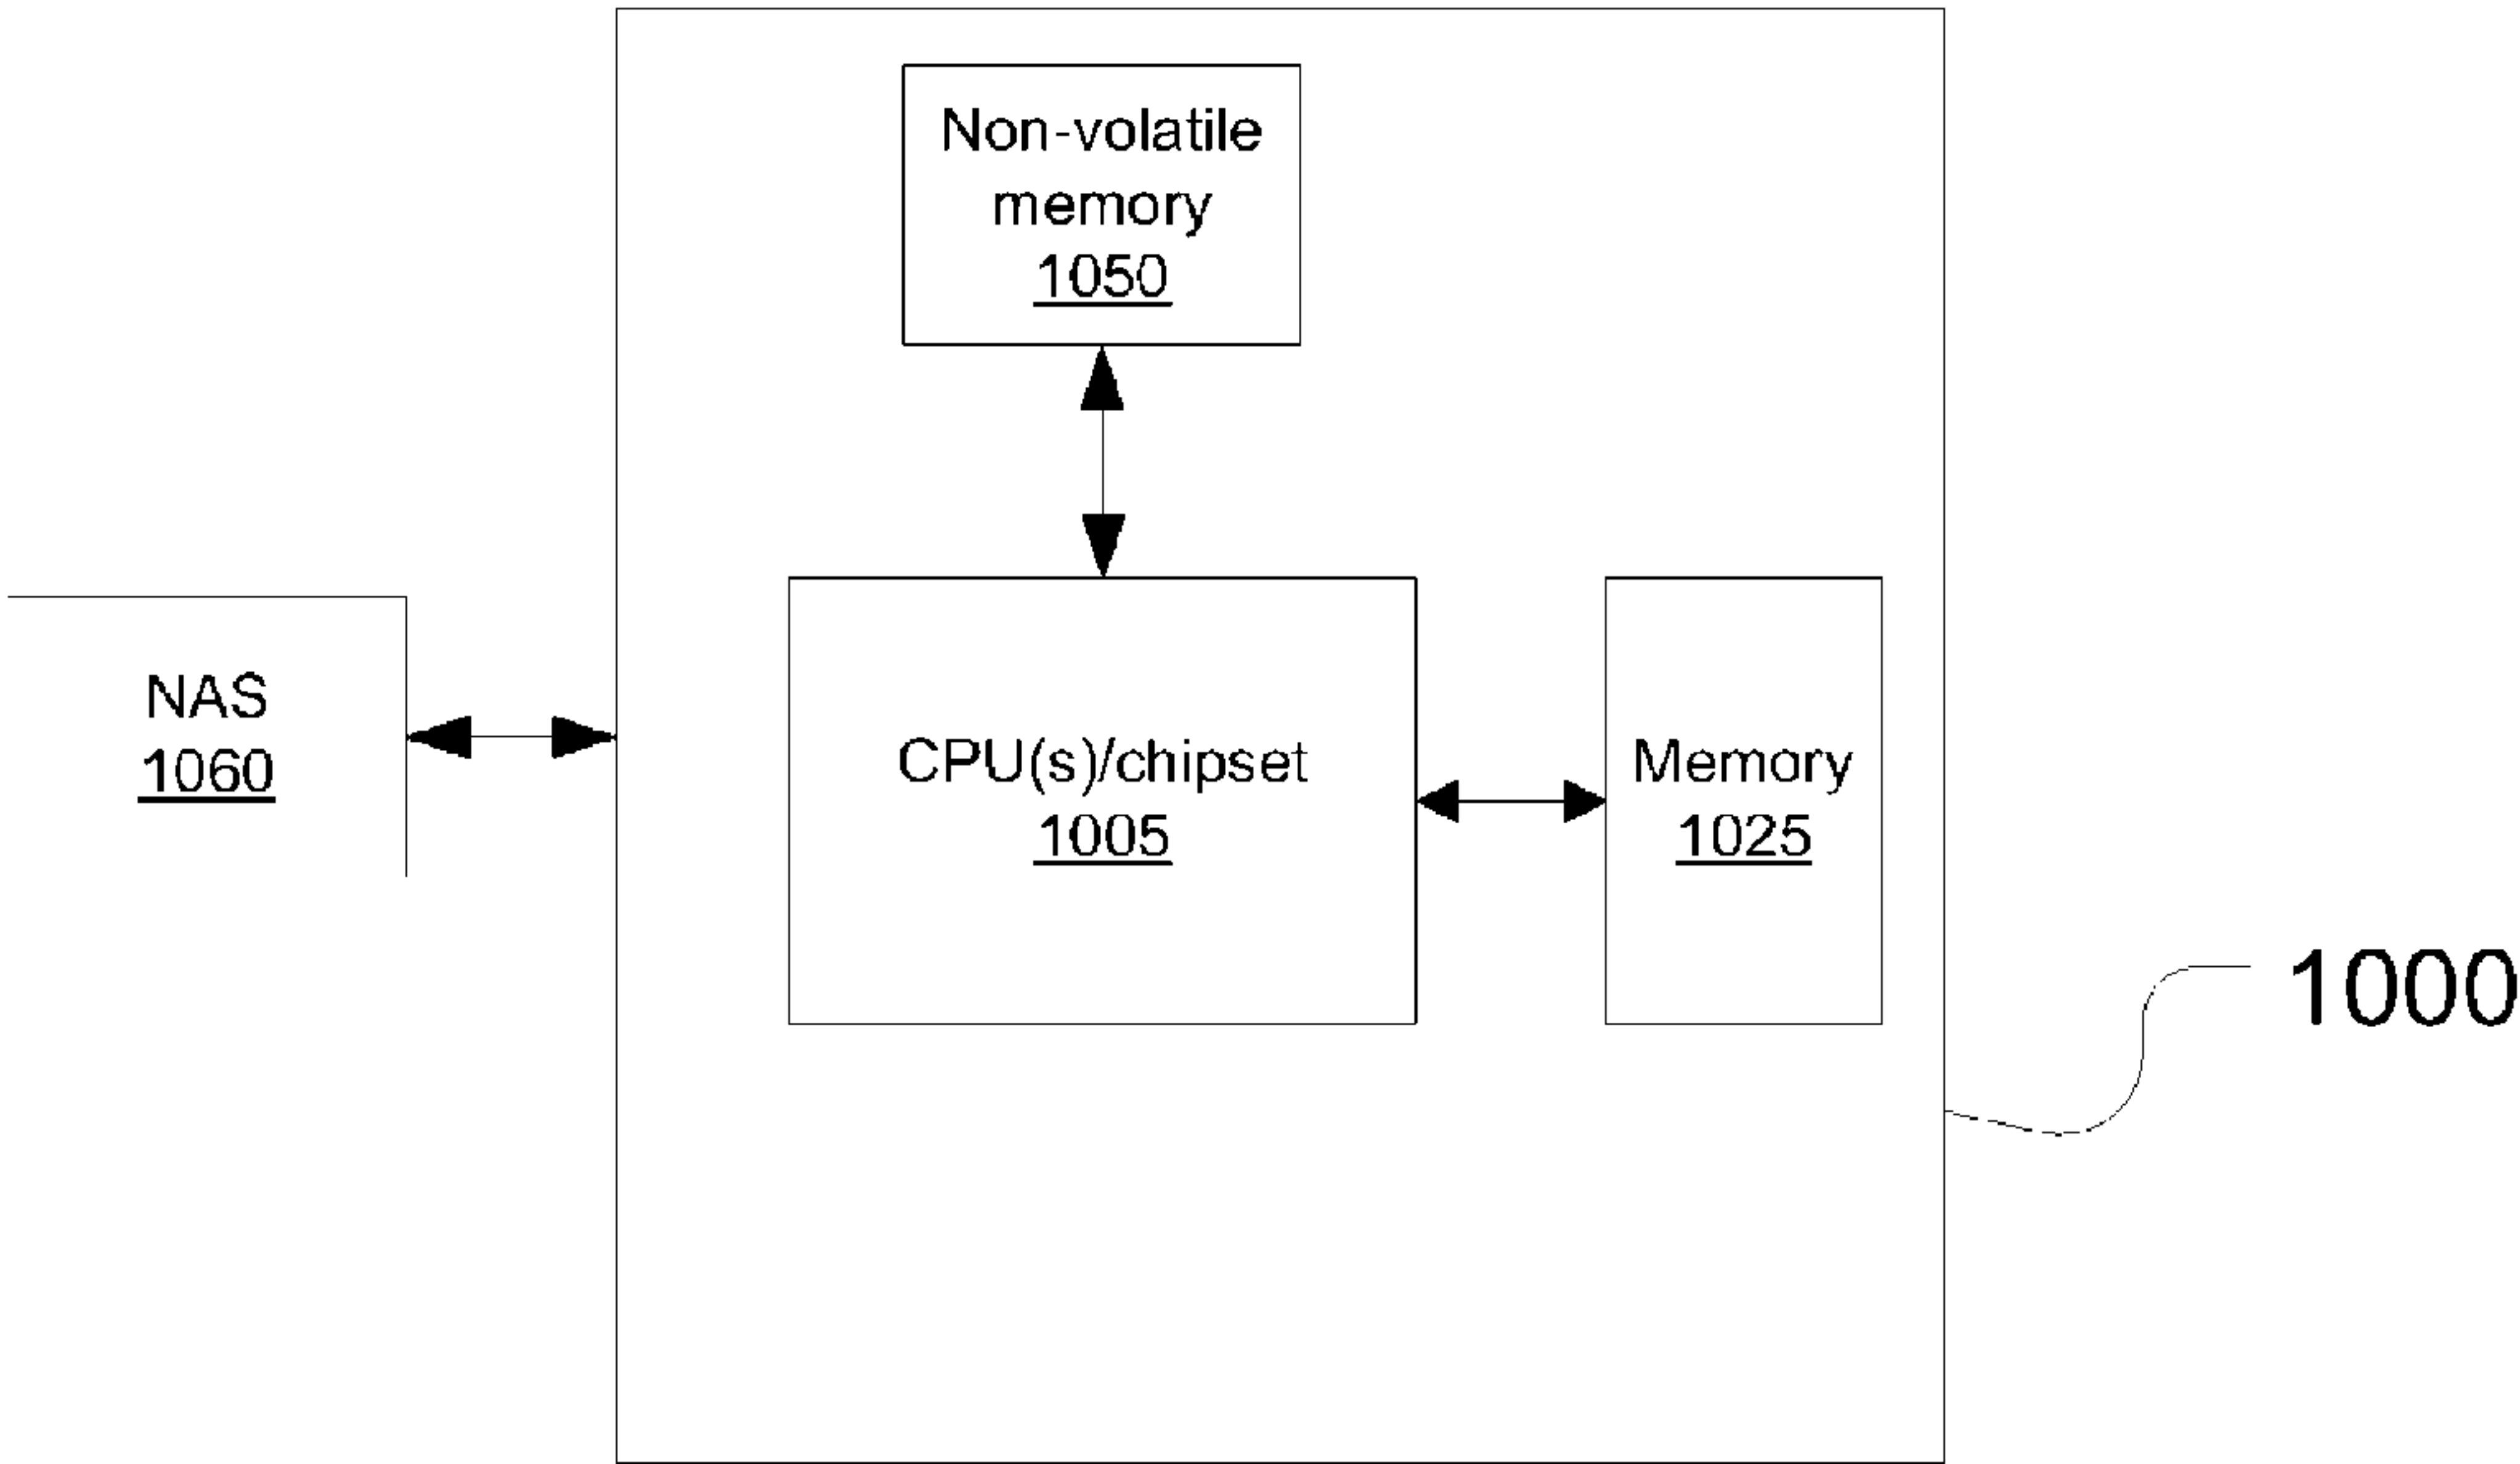 Non-volatile
memory
1050
NAS
1060
CPU(s)/chipset
1005
Memory
1025
1000